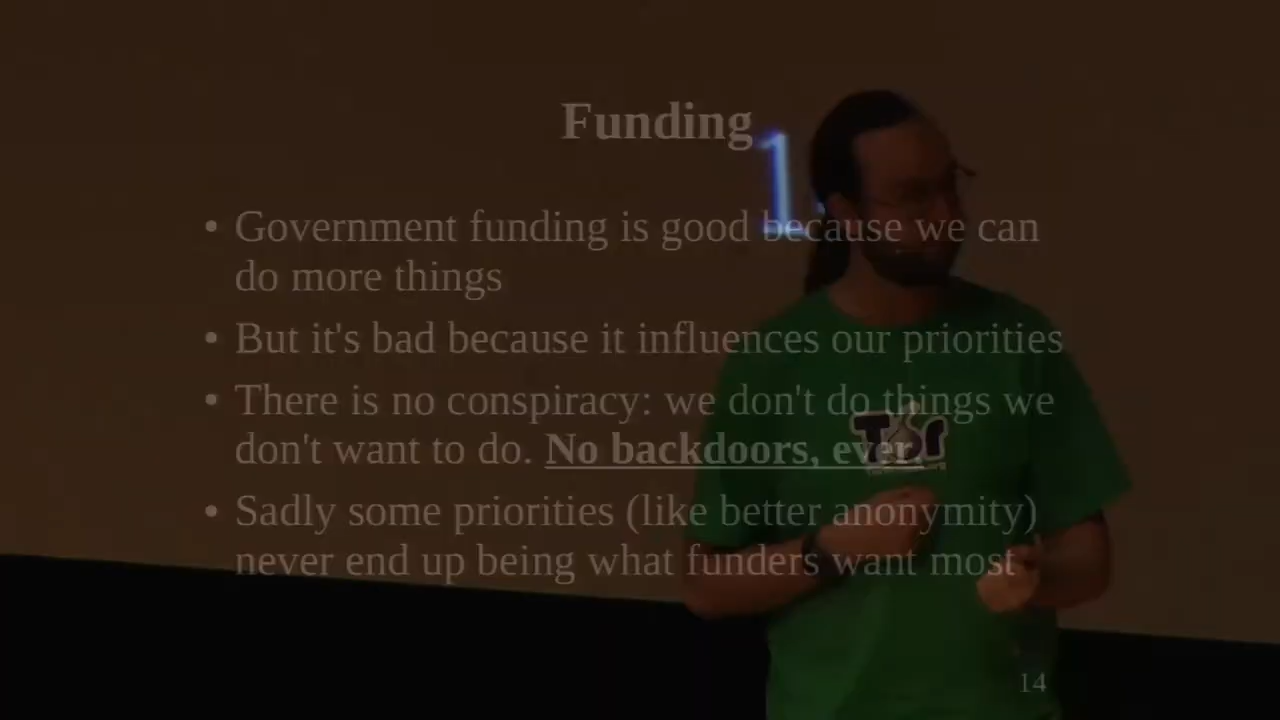 Funding
1
• Government funding is good because we can
do more things
• But it's bad because it influences our priorities
• There is no conspiracy: we don't do things we
don't want to do. No backdoors, ever.
• Sadly some priorities (like better anonymity)
never end up being what funders want most
Tor
14